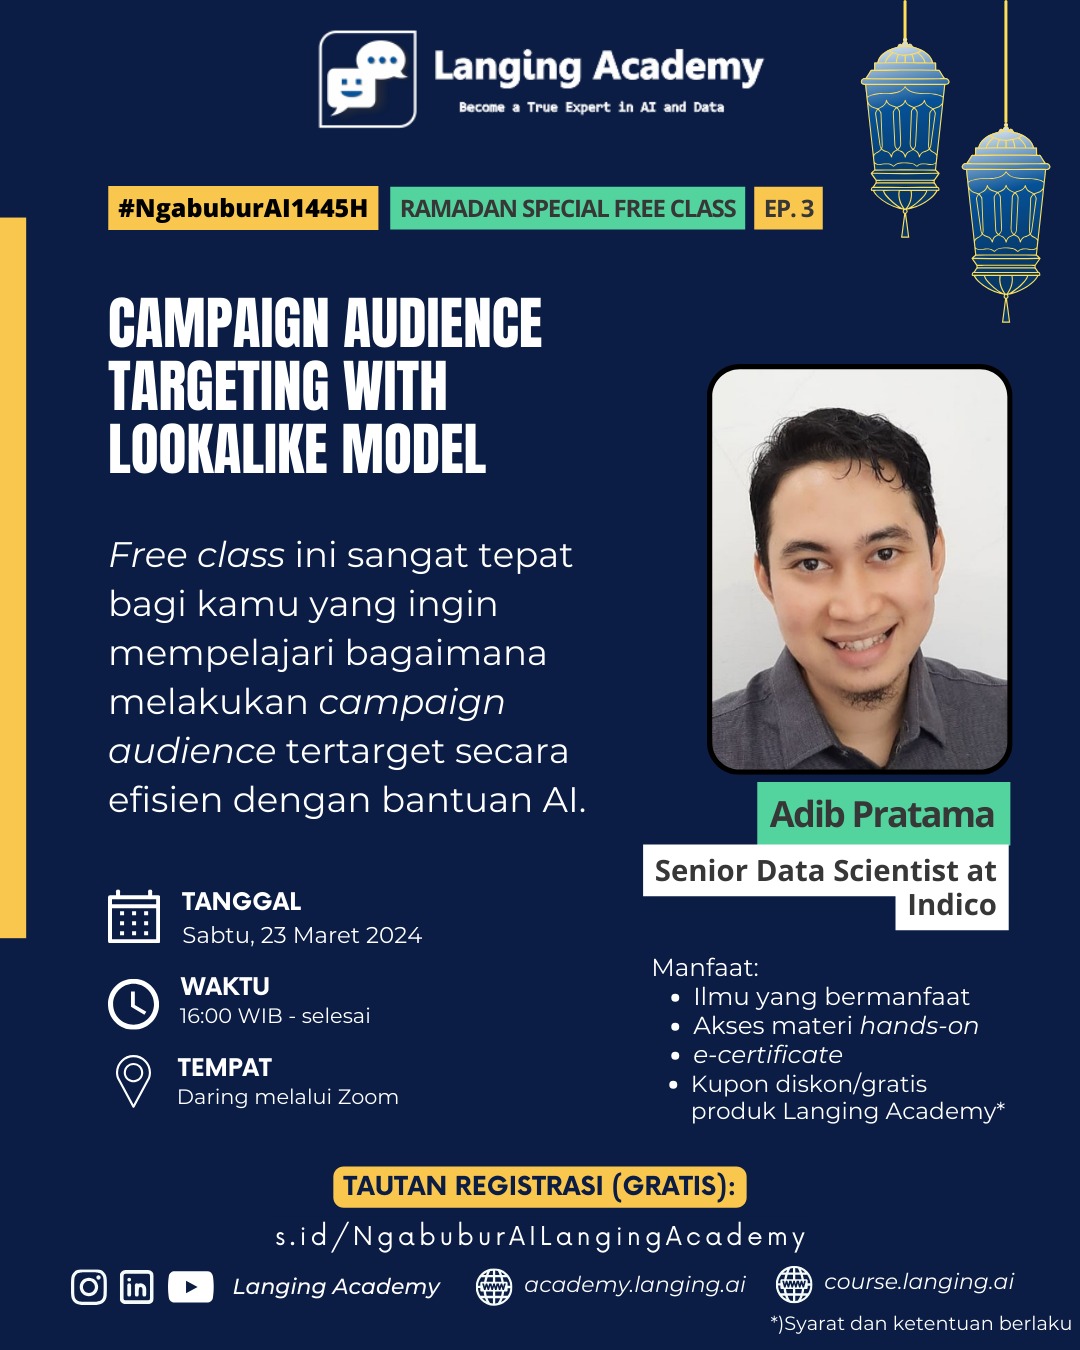 Langing Academy
Become a True Expert in AI and Data
#NgabuburAI1445H
RAMADAN SPECIAL FREE CLASS
EP. 3
CAMPAIGN AUDIENCE
TARGETING WITH
LOOKALIKE MODEL
Free class ini sangat tepat
bagi kamu yang ingin
mempelajari bagaimana
melakukan campaign
audience tertarget secara
efisien dengan bantuan AI.
Adib Pratama
Senior Data Scientist at
Indico
TANGGAL
Sabtu, 23 Maret 2024
WAKTU
16:00 WIB - selesai
TEMPAT
Daring melalui Zoom
Manfaat:
• Ilmu yang bermanfaat
• Akses materi hands-on
• e-certificate
• Kupon diskon/gratis
produk Langing Academy*
TAUTAN REGISTRASI (GRATIS):
s.id/NgabuburAILangingAcademy
in
Langing Academy
www
academy.langing.ai
www
course.langing.ai
*)Syarat dan ketentuan berlaku